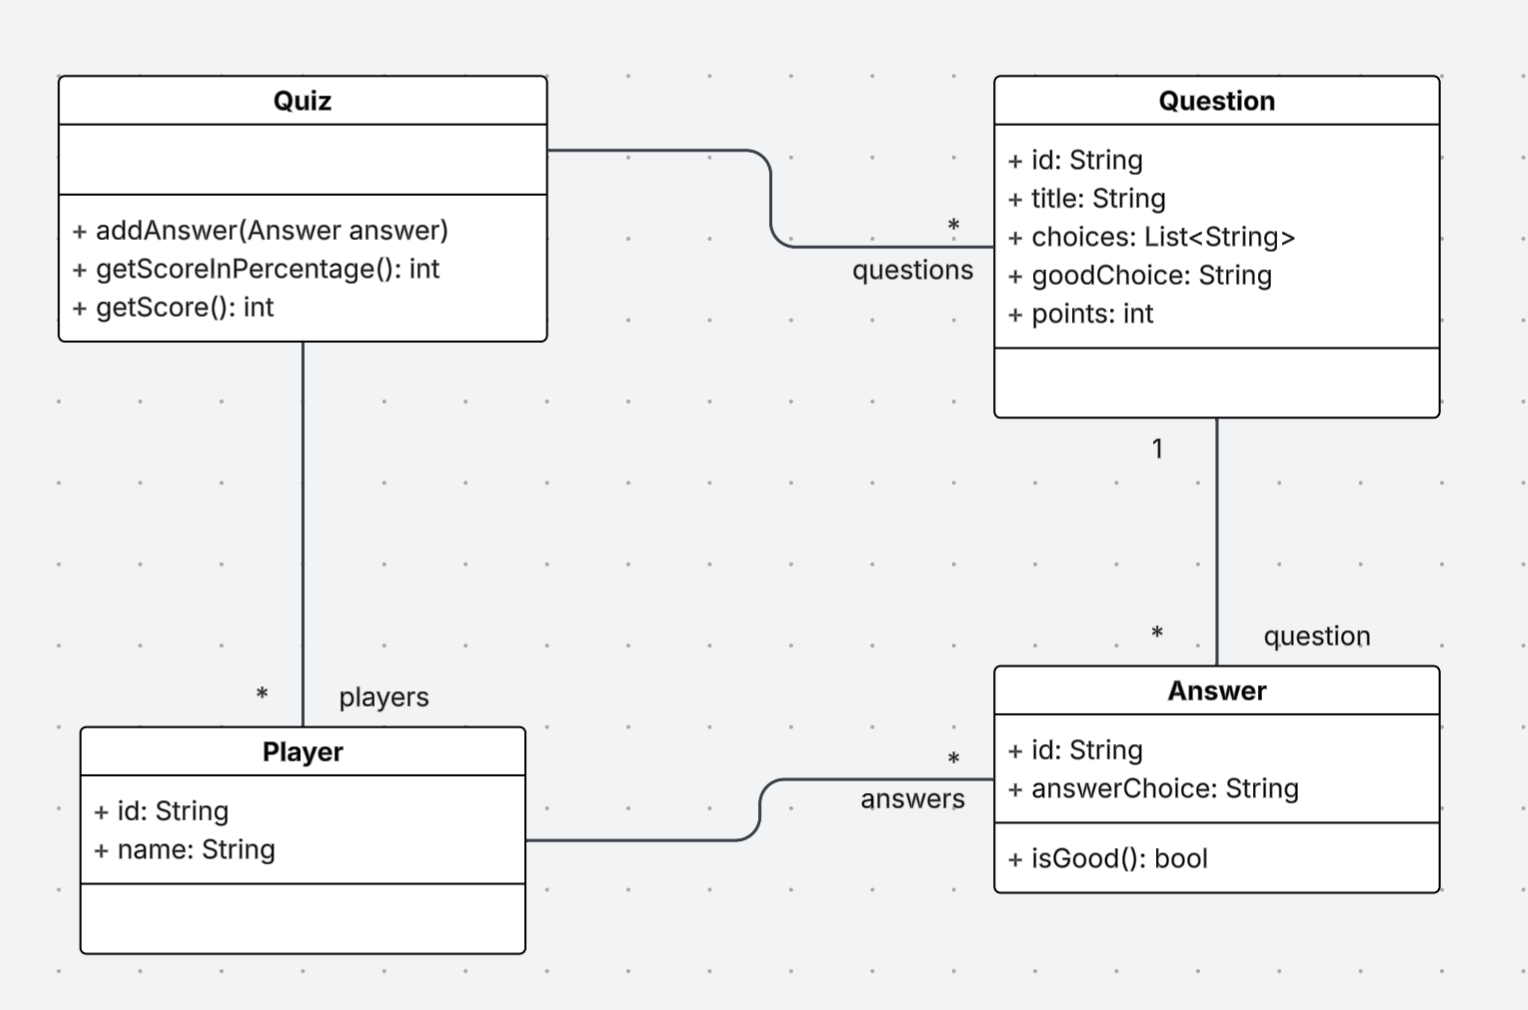 Quiz
+ addAnswer(Answer answer)
+ getScoreInPercentage(): int
+ getScore(): int
*
questions
Question
+ id: String
+ title: String
+ choices: List<String>
+ goodChoice: String
+ points: int
1
* question
* players
Player
+ id: String
+ name: String
*
answers
Answer
+ id: String
+ answerChoice: String
+ isGood(): bool